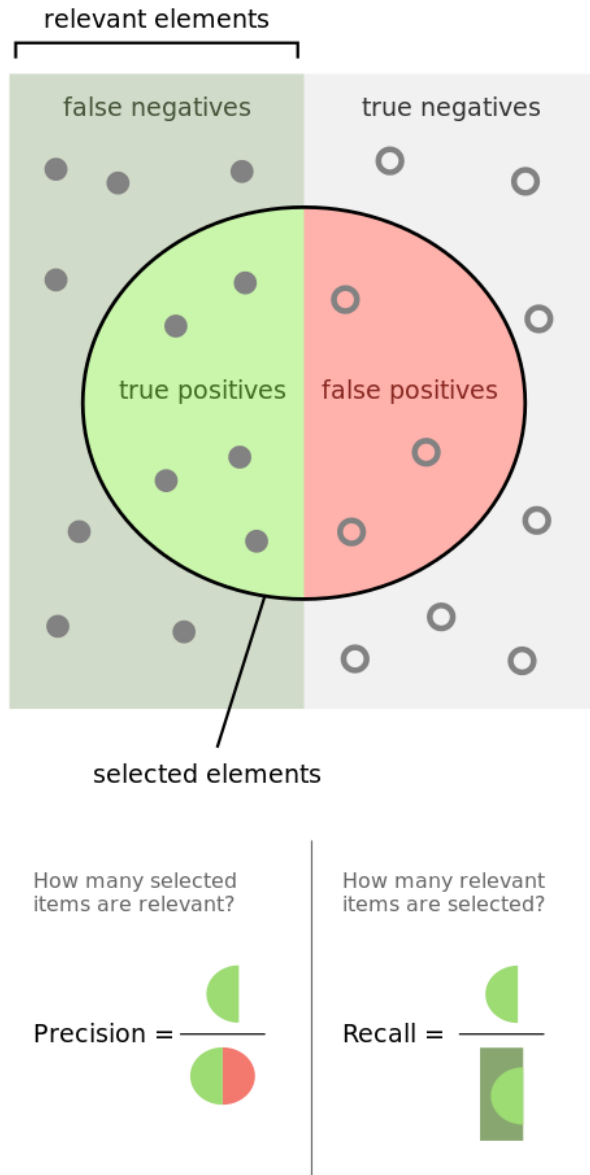 relevant elements
false negatives
true negatives
true positives
false positives
selected elements
How many selected
items are relevant?
Precision =
How many relevant
items are selected?
Recall =